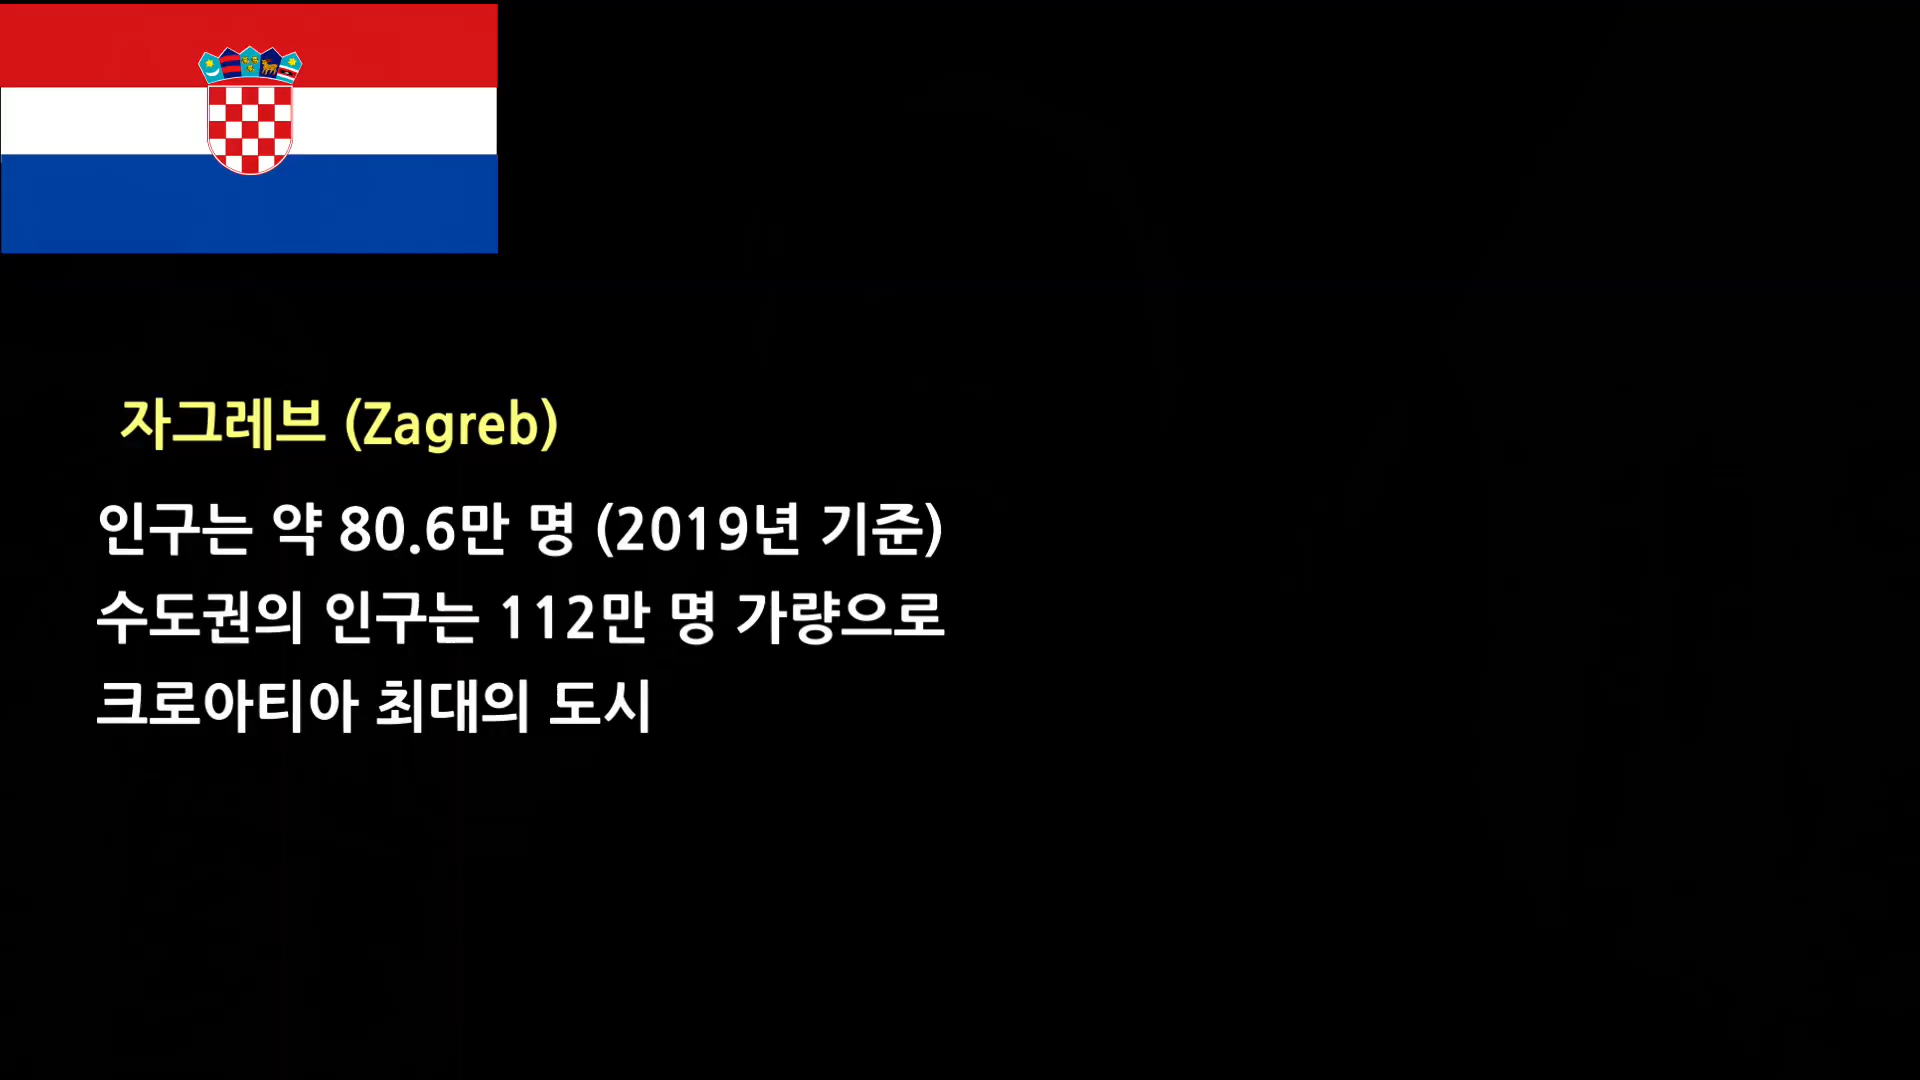 자그레브 (Zagreb)
인구는 약 80.6만 명 (2019년 기준)
수도권의 인구는 112만 명 가량으로
크로아티아 최대의 도시